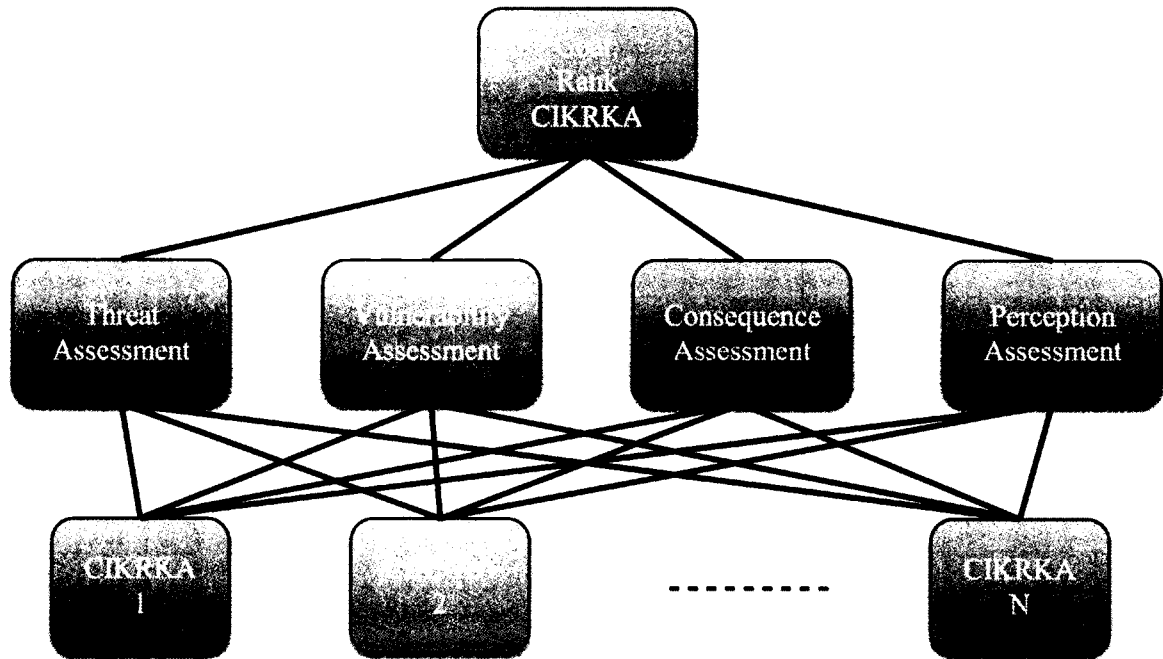 Rank
CIKRKA
Threat
Assessment
Vulnerability
Assessment
Consequence
Assessment
Perception
Assessment
CIKRKA
1
2
CIKRKA
N